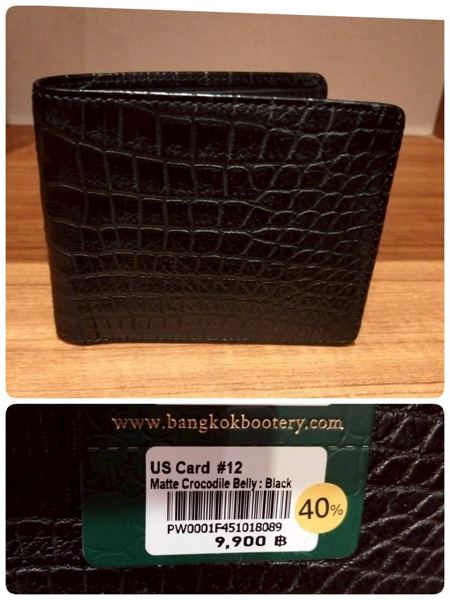 www.bangkokbootery.com
US Card #12
Matte Crocodile Belly : Black
40%
PW0001F451018089
9,900 ฿